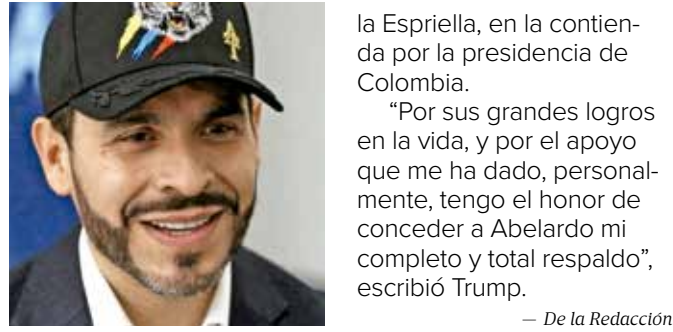 la Espriella, en la contien-
da por la presidencia de
Colombia.
“Por sus grandes logros
en la vida, y por el apoyo
que me ha dado, personal-
mente, tengo el honor de
conceder a Abelardo mi
completo y total respaldo”,
escribió Trump.
— De la Redacción